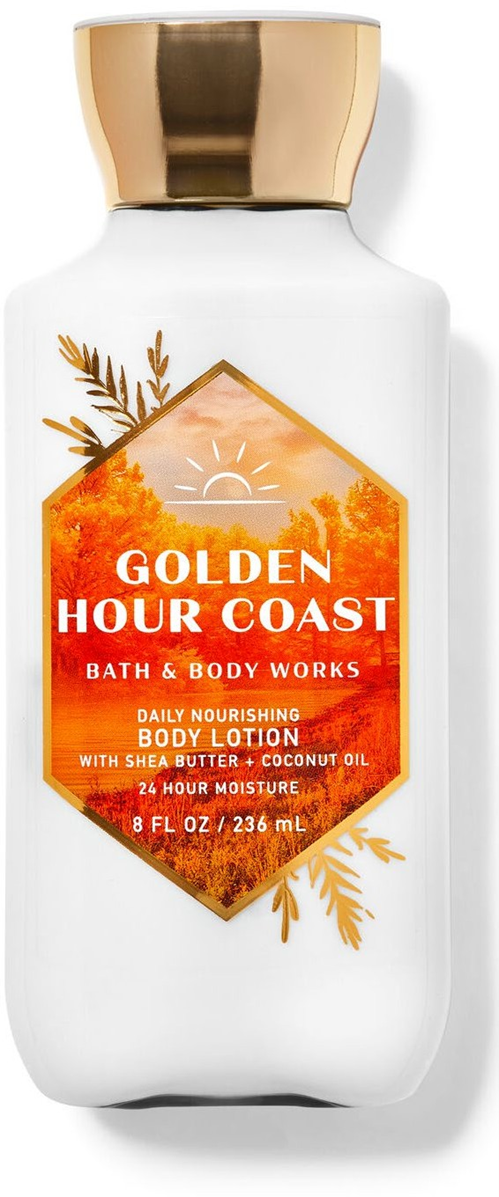 GOLDEN
HOUR COAST
BATH & BODY WORKS
DAILY NOURISHING
BODY LOTION
WITH SHEA BUTTER + COCONUT OIL
24 HOUR MOISTURE
8 FL OZ / 236 mL